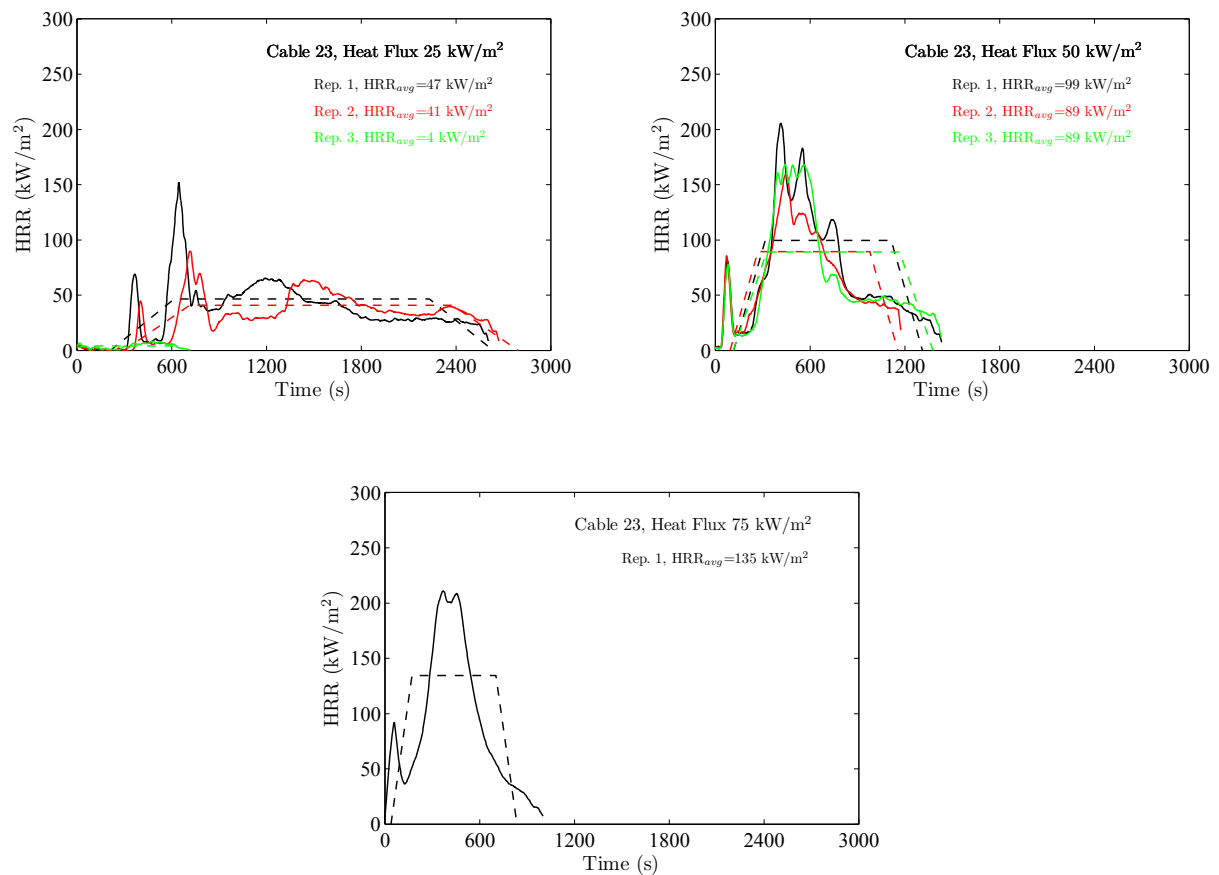 Cable 23, Heat Flux 25 kW/m²
Rep. 1, HRRavg=47 kW/m²
Rep. 2, HRRavg=41 kW/m²
Rep. 3, HRRavg=4 kW/m²
HRR (kW/m²)
300
250
200
150
100
50
0
0 600 1200 1800 2400 3000
Time (s)
Cable 23, Heat Flux 50 kW/m²
Rep. 1, HRRavg=99 kW/m²
Rep. 2, HRRavg=89 kW/m²
Rep. 3, HRRavg=89 kW/m²
HRR (kW/m²)
300
250
200
150
100
50
0
0 600 1200 1800 2400 3000
Time (s)
Cable 23, Heat Flux 75 kW/m²
Rep. 1, HRRavg=135 kW/m²
HRR (kW/m²)
300
250
200
150
100
50
0
0 600 1200 1800 2400 3000
Time (s)